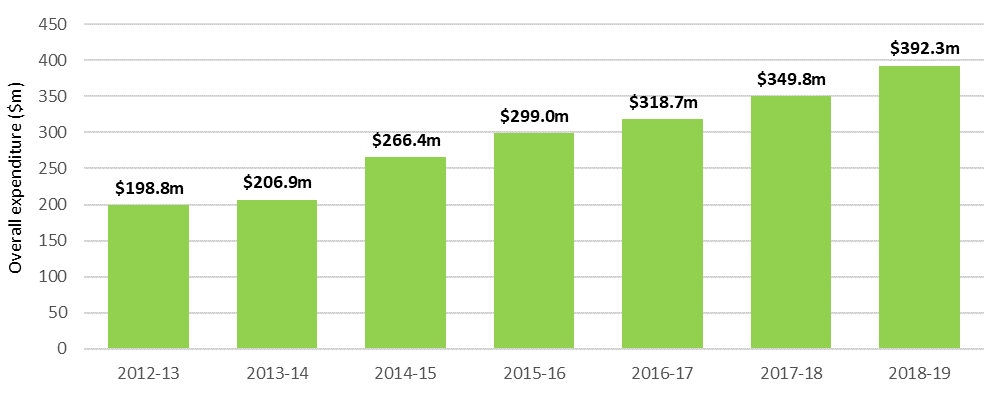 Overall expenditure ($m)
450
400
350
300
250
200
150
100
50
0
$198.8m
$206.9m
$266.4m
$299.0m
$318.7m
$349.8m
$392.3m
2012-13
2013-14
2014-15
2015-16
2016-17
2017-18
2018-19